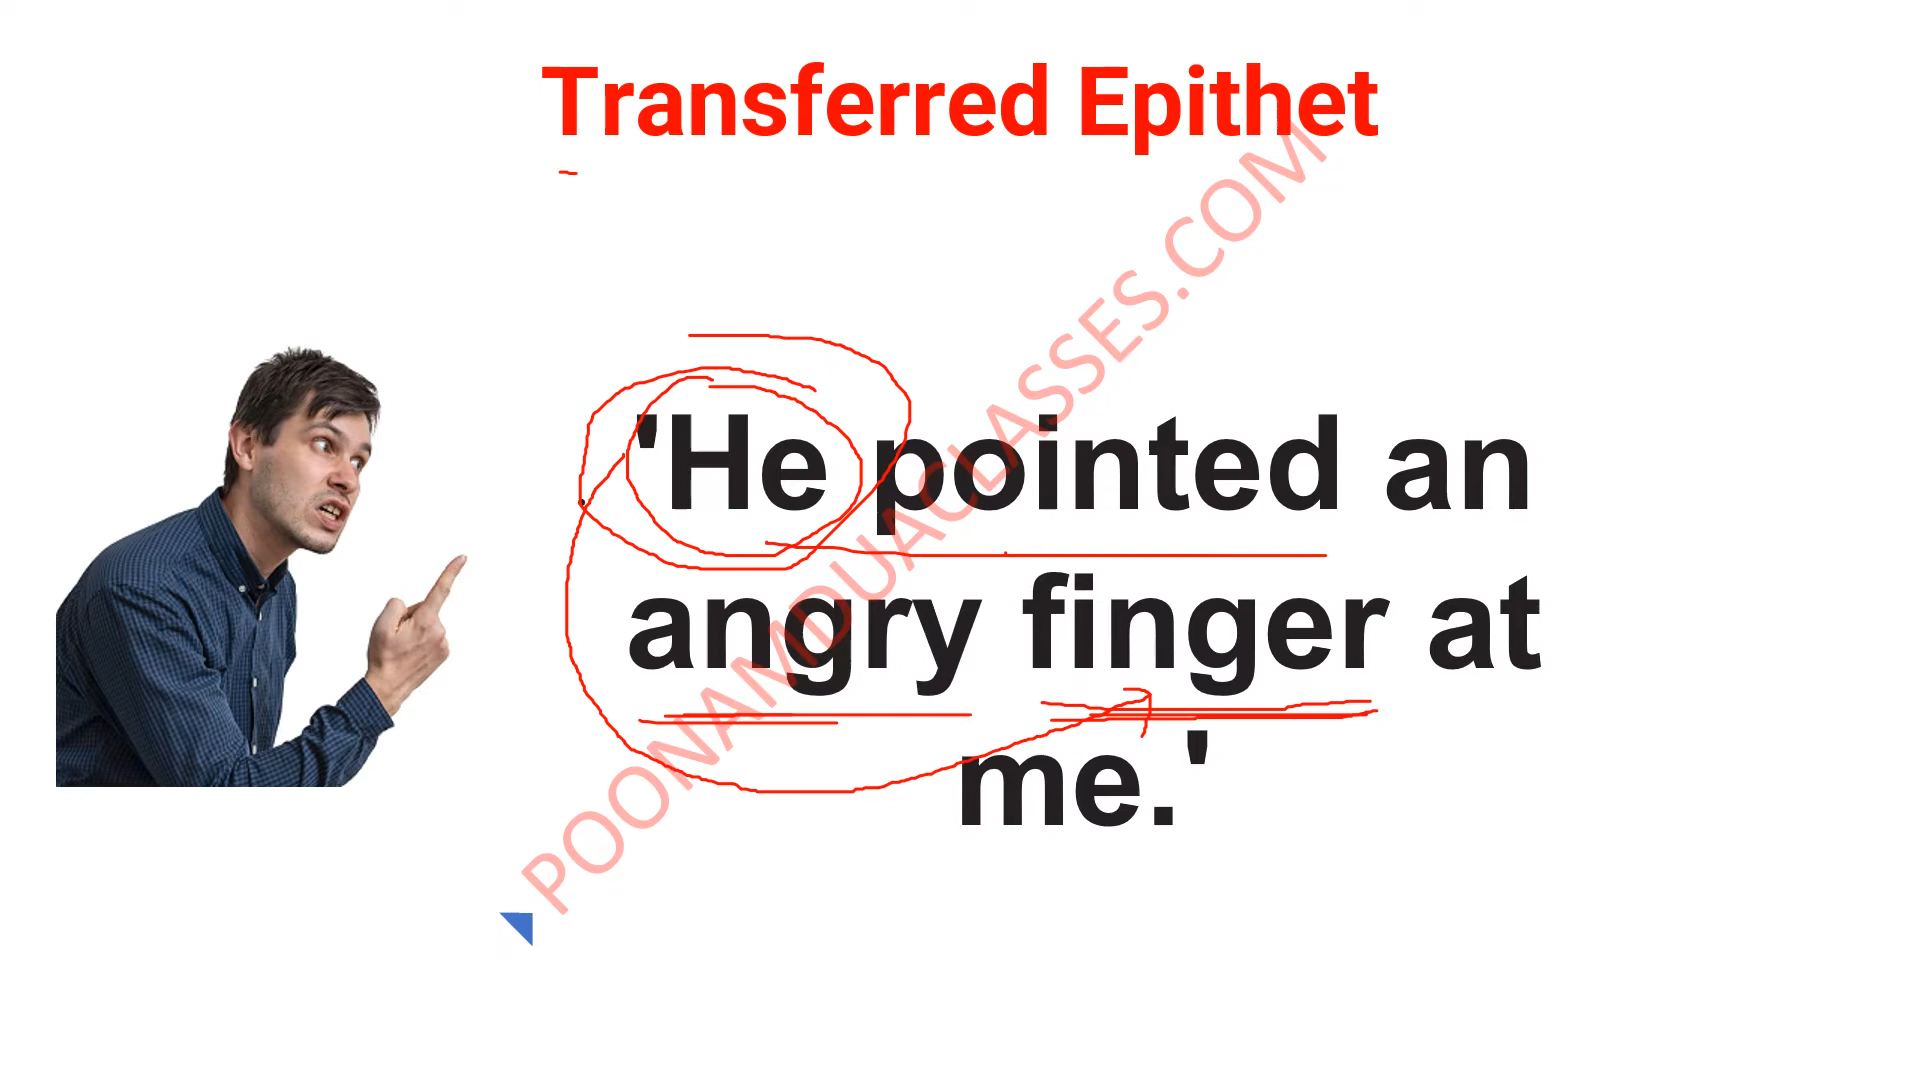 Transferred Epithet
'He pointed an
angry finger at
me.'
POONAMDUACLASSES.COM